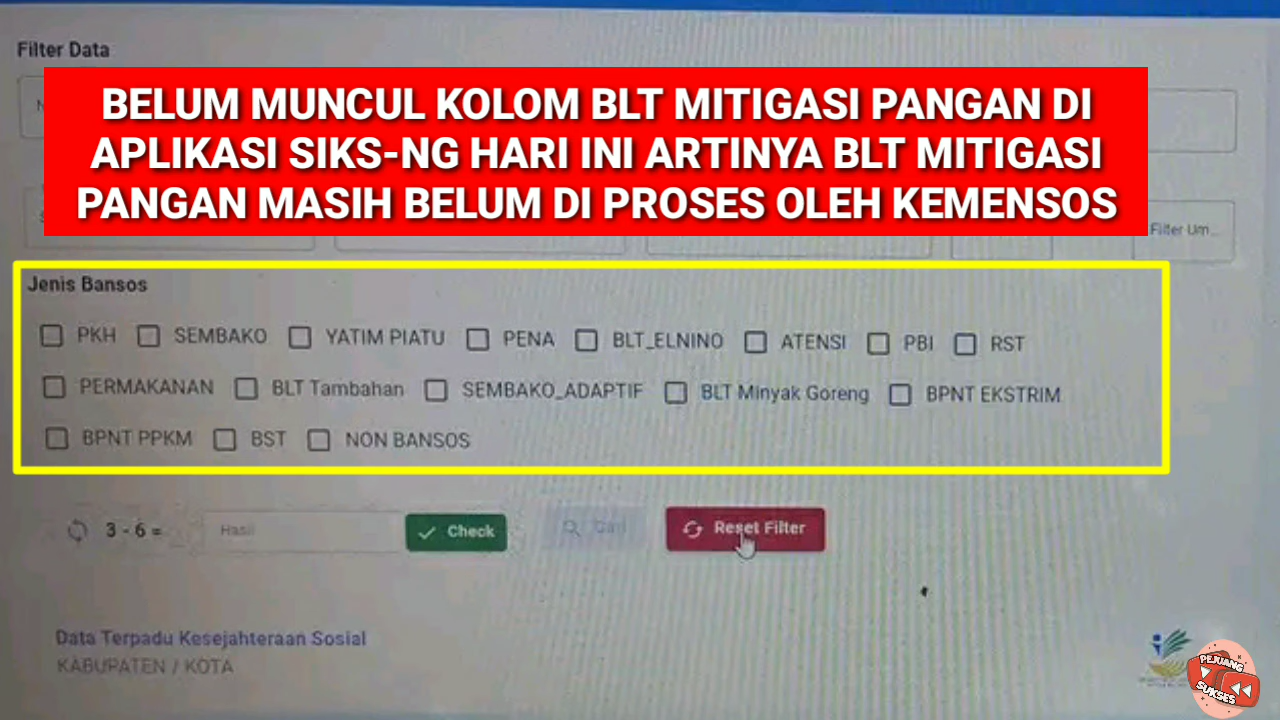 Filter Data
BELUM MUNCUL KOLOM BLT MITIGASI PANGAN DI
APLIKASI SIKS-NG HARI INI ARTINYA BLT MITIGASI
PANGAN MASIH BELUM DI PROSES OLEH KEMENSOS
Filter Um...
Jenis Bansos
PKH SEMBAKO YATIM PIATU PENA BLT_ELNINO ATENSI PBI RST
PERMAKANAN BLT Tambahan SEMBAKO_ADAPTIF BLT Minyak Goreng BPNT EKSTRIM
BPNT PPKM BST NON BANSOS
3 - 6 = Hasil Check Cari Reset Filter
Data Terpadu Kesejahteraan Sosial
KABUPATEN / KOTA
PEJUANG
SUKSES